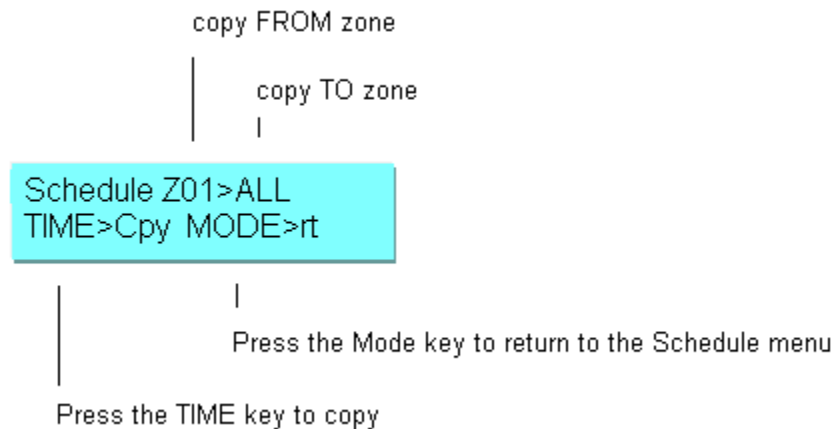 copy FROM zone
copy TO zone
Schedule Z01>ALL
TIME>Cpy MODE>rt
Press the Mode key to return to the Schedule menu
Press the TIME key to copy